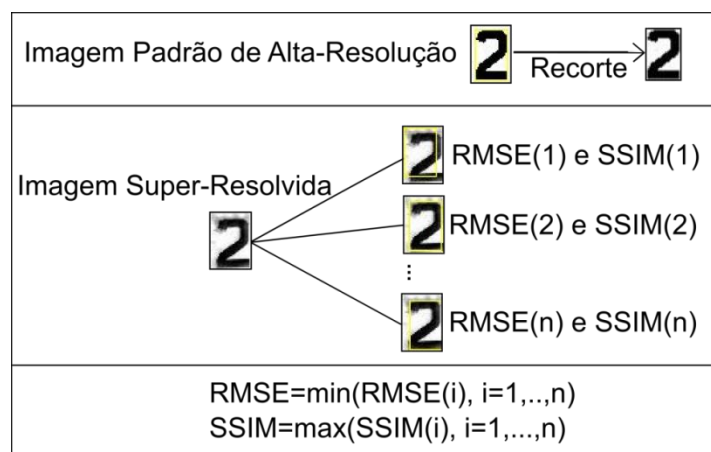 Imagem Padrão de Alta-Resolução 2 Recorte 2
Imagem Super-Resolvida
2
2 RMSE(1) e SSIM(1)
2 RMSE(2) e SSIM(2)
...
2 RMSE(n) e SSIM(n)
RMSE=min(RMSE(i), i=1,..,n)
SSIM=max(SSIM(i), i=1,...,n)